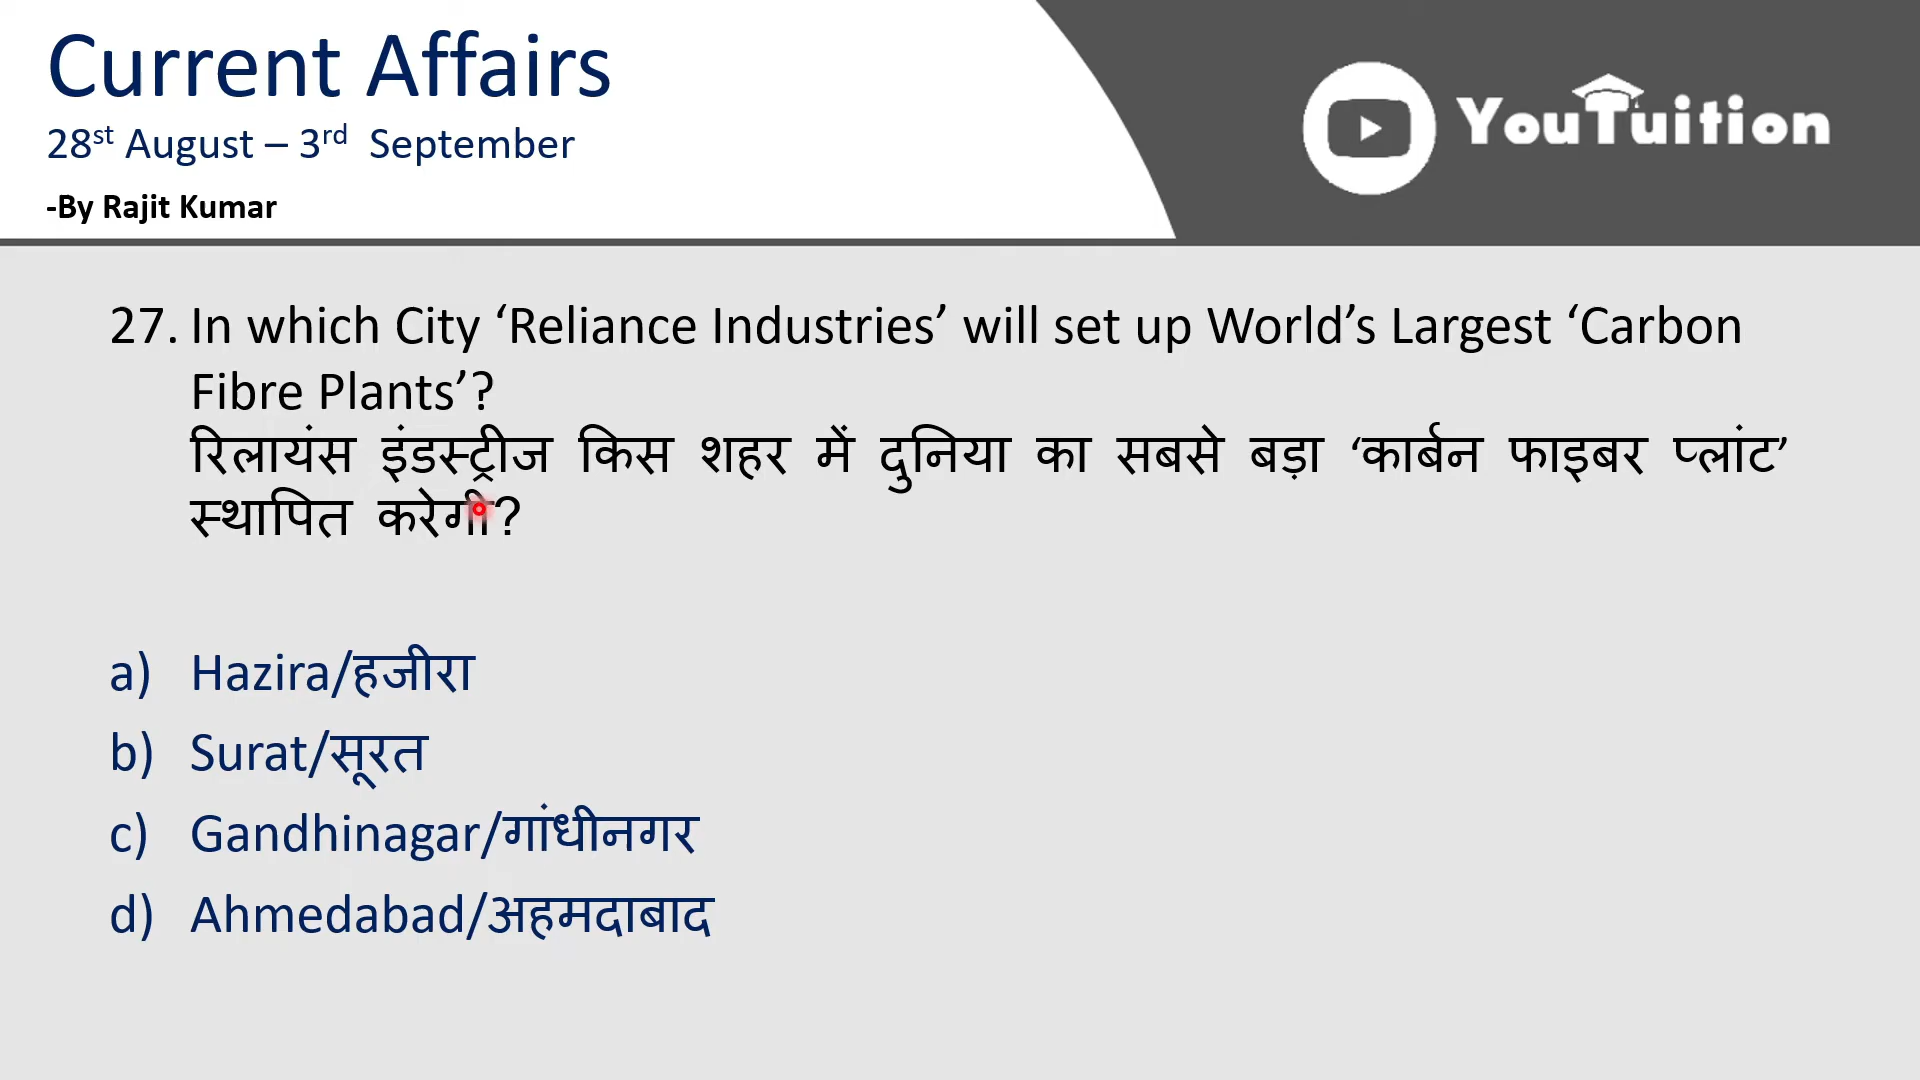 Current Affairs
28st August – 3rd September
-By Rajit Kumar
YouTuition
27. In which City ‘Reliance Industries’ will set up World’s Largest ‘Carbon
Fibre Plants’?
रिलायंस इंडस्ट्रीज किस शहर में दुनिया का सबसे बड़ा ‘कार्बन फाइबर प्लांट’
स्थापित करेगी?
a) Hazira/हजीरा
b) Surat/सूरत
c) Gandhinagar/गांधीनगर
d) Ahmedabad/अहमदाबाद